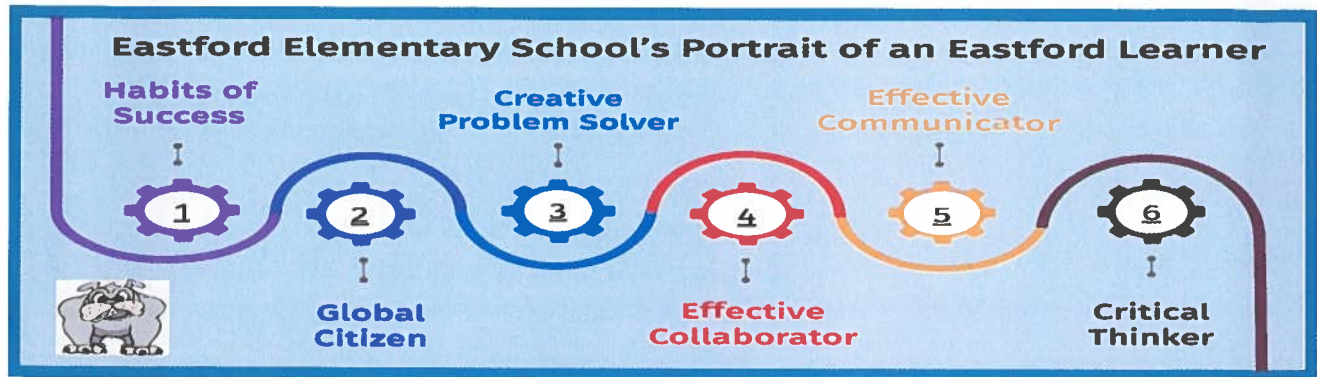 Eastford Elementary School's Portrait of an Eastford Learner
Habits of
Success
Creative
Problem Solver
Effective
Communicator
1
2
3
4
5
6
Global
Citizen
Effective
Collaborator
Critical
Thinker